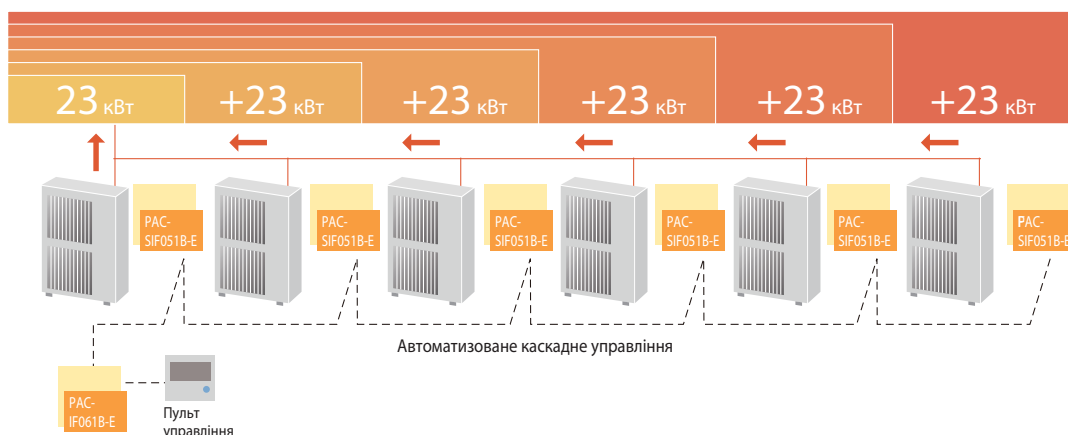 23 кВт +23 кВт +23 кВт +23 кВт +23 кВт +23 кВт
PAC-
SIF051B-E
PAC-
SIF051B-E
PAC-
SIF051B-E
PAC-
SIF051B-E
PAC-
SIF051B-E
PAC-
SIF051B-E
Автоматизоване каскадне управління
PAC-
IF061B-E
Пульт
управління